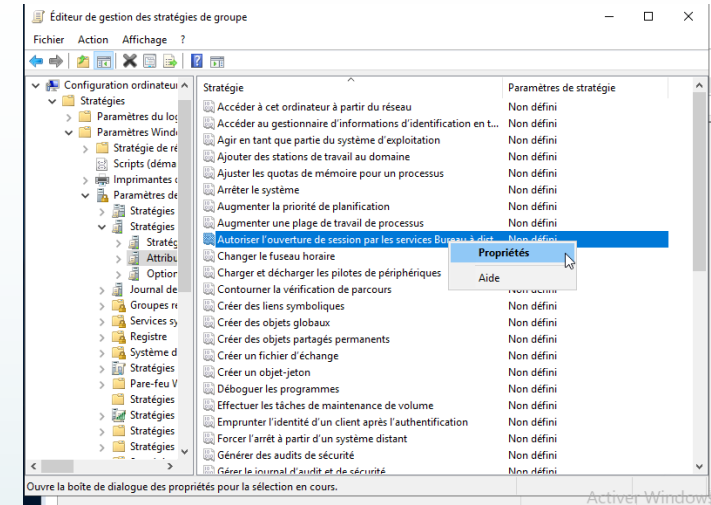 Éditeur de gestion des stratégies de groupe
Fichier Action Affichage ?
Configuration ordinateur
Stratégies
Paramètres du log
Paramètres Windo
Stratégie de ré
Scripts (déma
Imprimantes
Paramètres de
Stratégies
Stratégies
Stratég
Attribu
Option
Journal de
Groupes re
Services sy
Registre
Système d
Stratégies
Pare-feu
Stratégies
Stratégies
Stratégies
Stratégies
Stratégie Paramètres de stratégie
Accéder à cet ordinateur à partir du réseau Non défini
Accéder au gestionnaire d'informations d'identification en t... Non défini
Agir en tant que partie du système d'exploitation Non défini
Ajouter des stations de travail au domaine Non défini
Ajuster les quotas de mémoire pour un processus Non défini
Arrêter le système Non défini
Augmenter la priorité de planification Non défini
Augmenter une plage de travail de processus Non défini
Autoriser l'ouverture de session par les services Bureau à dist... Non défini
Changer le fuseau horaire
Charger et décharger les pilotes de périphériques
Contourner la vérification de parcours Non défini
Créer des liens symboliques Non défini
Créer des objets globaux Non défini
Créer des objets partagés permanents Non défini
Créer un fichier d'échange Non défini
Créer un objet-jeton Non défini
Déboguer les programmes Non défini
Effectuer les tâches de maintenance de volume Non défini
Emprunter l'identité d'un client après l'authentification Non défini
Forcer l'arrêt à partir d'un système distant Non défini
Générer des audits de sécurité Non défini
Gérer le journal d'audit et de sécurité Non défini
Propriétés
Aide
Ouvre la boîte de dialogue des propriétés pour la sélection en cours.
Activer Windows